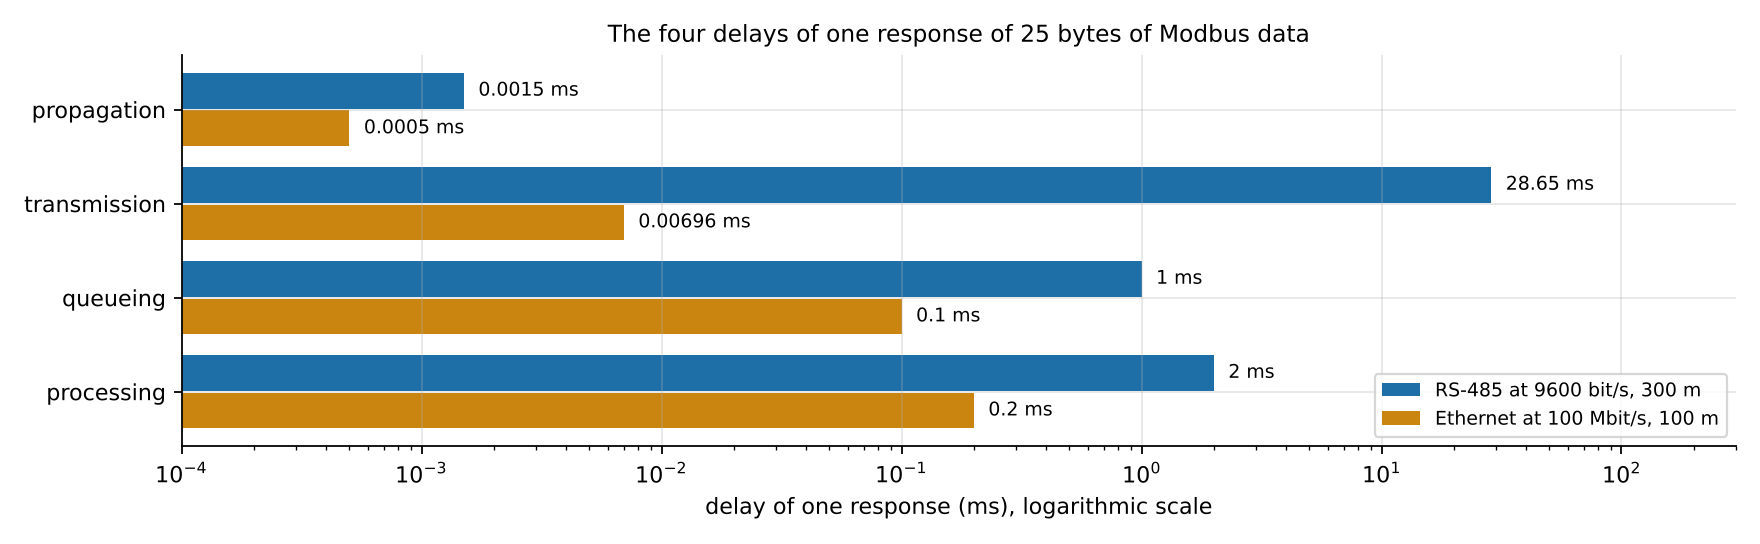 The four delays of one response of 25 bytes of Modbus data
propagation
0.0015 ms
0.0005 ms
transmission
28.65 ms
0.00696 ms
queueing
1 ms
0.1 ms
processing
2 ms
0.2 ms
RS-485 at 9600 bit/s, 300 m
Ethernet at 100 Mbit/s, 100 m
10⁻⁴ 10⁻³ 10⁻² 10⁻¹ 10⁰ 10¹ 10²
delay of one response (ms), logarithmic scale